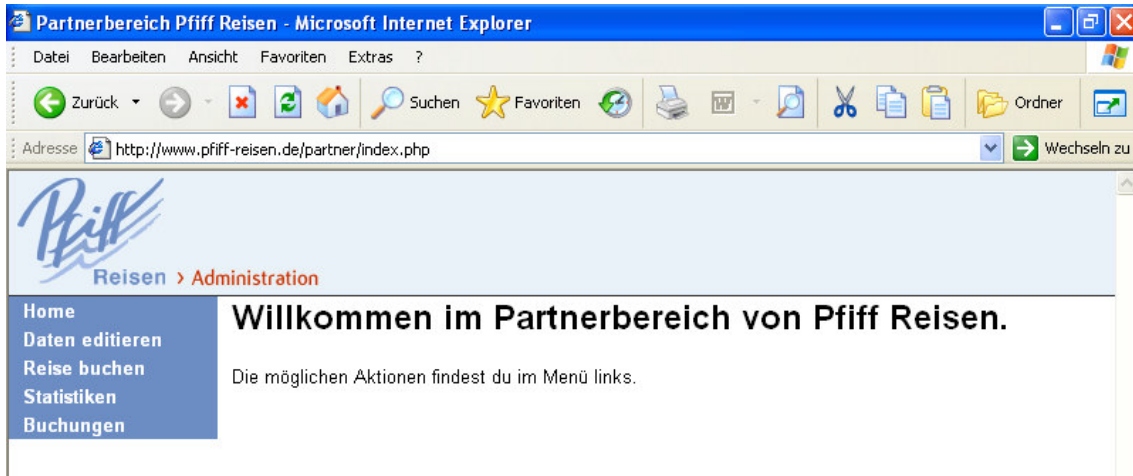 Partnerbereich Pfiff Reisen - Microsoft Internet Explorer
Datei Bearbeiten Ansicht Favoriten Extras ?
Zurück Suchen Favoriten Ordner
Adresse http://www.pfiff-reisen.de/partner/index.php Wechseln zu
Pfiff
Reisen > Administration
Home
Daten editieren
Reise buchen
Statistiken
Buchungen
Willkommen im Partnerbereich von Pfiff Reisen.
Die möglichen Aktionen findest du im Menü links.